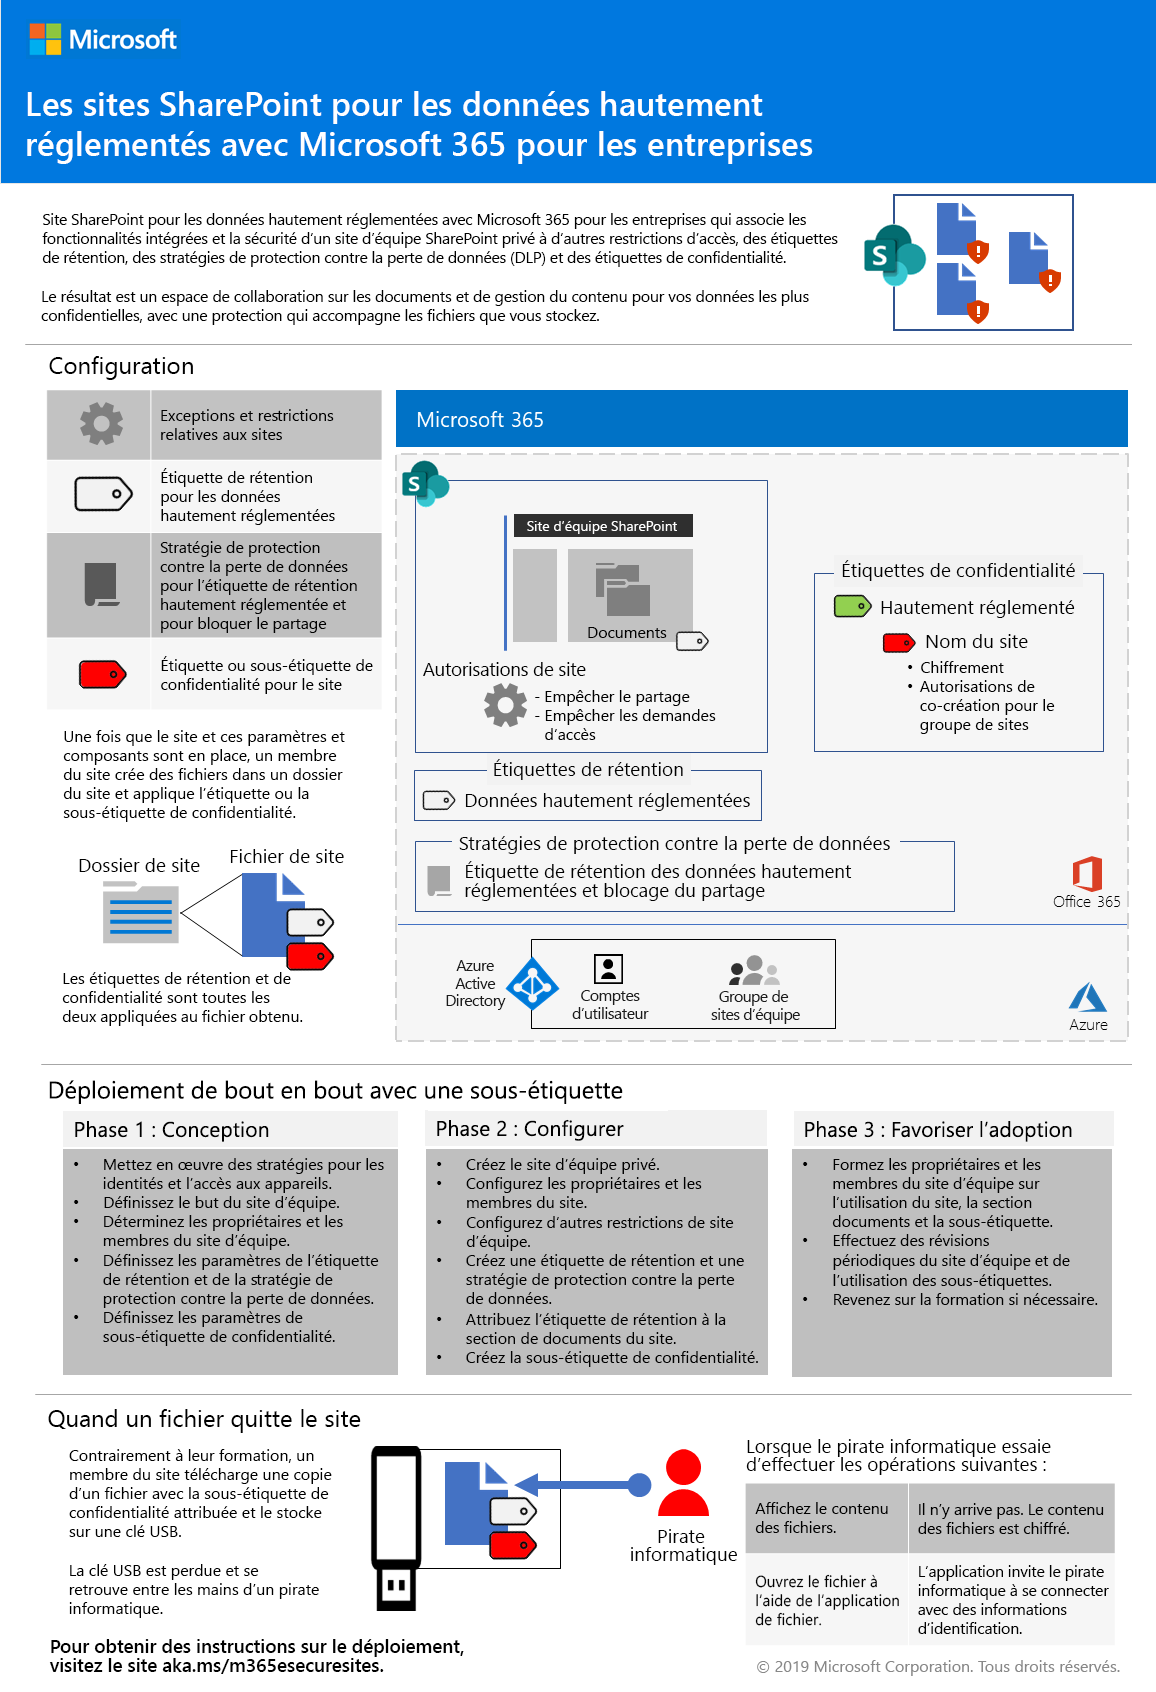 Microsoft
Les sites SharePoint pour les données hautement
réglementés avec Microsoft 365 pour les entreprises
Site SharePoint pour les données hautement réglementées avec Microsoft 365 pour les entreprises qui associe les
fonctionnalités intégrées et la sécurité d'un site d'équipe SharePoint privé à d'autres restrictions d'accès, des étiquettes
de rétention, des stratégies de protection contre la perte de données (DLP) et des étiquettes de confidentialité.
Le résultat est un espace de collaboration sur les documents et de gestion du contenu pour vos données les plus
confidentielles, avec une protection qui accompagne les fichiers que vous stockez.
S
Configuration
Exceptions et restrictions
relatives aux sites
Étiquette de rétention
pour les données
hautement réglementées
Stratégie de protection
contre la perte de données
pour l'étiquette de rétention
hautement réglementée et
pour bloquer le partage
Étiquette ou sous-étiquette de
confidentialité pour le site
Une fois que le site et ces paramètres et
composants sont en place, un membre
du site crée des fichiers dans un dossier
du site et applique l'étiquette ou la
sous-étiquette de confidentialité.
Dossier de site
Fichier de site
Les étiquettes de rétention et de
confidentialité sont toutes les
deux appliquées au fichier obtenu.
Microsoft 365
S
Site d'équipe SharePoint
Documents
Autorisations de site
- Empêcher le partage
- Empêcher les demandes
d'accès
Étiquettes de confidentialité
Hautement réglementé
Nom du site
• Chiffrement
• Autorisations de
co-création pour le
groupe de sites
Étiquettes de rétention
Données hautement réglementées
Stratégies de protection contre la perte de données
Étiquette de rétention des données hautement
réglementées et blocage du partage
Office 365
Azure
Active
Directory
Comptes
d'utilisateur
Groupe de
sites d'équipe
Azure
Déploiement de bout en bout avec une sous-étiquette
Phase 1 : Conception
• Mettez en œuvre des stratégies pour les
identités et l'accès aux appareils.
• Définissez le but du site d'équipe.
• Déterminez les propriétaires et les
membres du site d'équipe.
• Définissez les paramètres de l'étiquette
de rétention et de la stratégie de
protection contre la perte de données.
• Définissez les paramètres de
sous-étiquette de confidentialité.
Phase 2 : Configurer
• Créez le site d'équipe privé.
• Configurez les propriétaires et les
membres du site.
• Configurez d'autres restrictions de site
d'équipe.
• Créez une étiquette de rétention et une
stratégie de protection contre la perte
de données.
• Attribuez l'étiquette de rétention à la
section de documents du site.
• Créez la sous-étiquette de confidentialité.
Phase 3 : Favoriser l'adoption
• Formez les propriétaires et les
membres du site d'équipe sur
l'utilisation du site, la section
documents et la sous-étiquette.
• Effectuez des révisions
périodiques du site d'équipe et de
l'utilisation des sous-étiquettes.
• Revenez sur la formation si nécessaire.
Quand un fichier quitte le site
Contrairement à leur formation, un
membre du site télécharge une copie
d'un fichier avec la sous-étiquette de
confidentialité attribuée et le stocke
sur une clé USB.
La clé USB est perdue et se
retrouve entre les mains d'un pirate
informatique.
Pirate
informatique
Lorsque le pirate informatique essaie
d'effectuer les opérations suivantes :
Affichez le contenu
des fichiers.
Il n'y arrive pas. Le contenu
des fichiers est chiffré.
Ouvrez le fichier à
l'aide de l'application
de fichier.
L'application invite le pirate
informatique à se connecter
avec des informations
d'identification.
Pour obtenir des instructions sur le déploiement,
visitez le site aka.ms/m365esecuresites.
© 2019 Microsoft Corporation. Tous droits réservés.